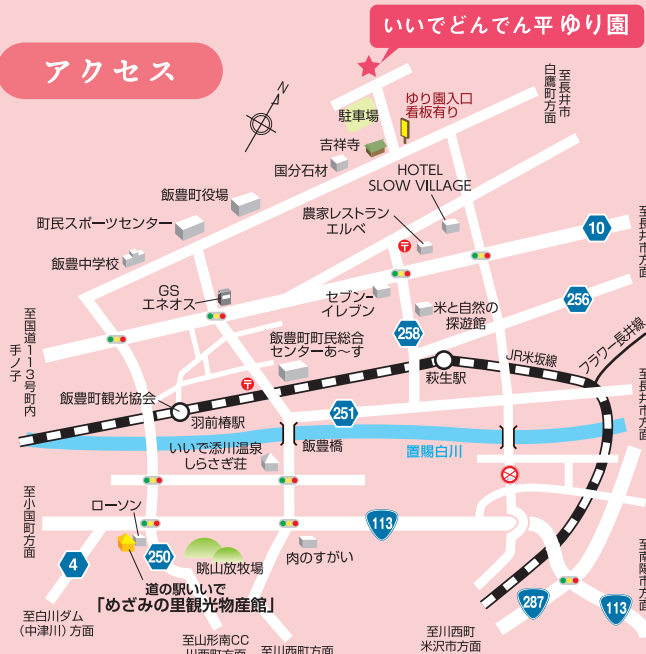 いいでどんでん平 ゆり園
アクセス
N
至長井市
白鷹町方面
ゆり園入口
看板有り
駐車場
吉祥寺
国分石材
HOTEL
SLOW VILLAGE
飯豊町役場
農家レストラン
エルベ
町民スポーツセンター
飯豊中学校
10
至長井市方面
GS
エネオス
セブン-
イレブン
米と自然の
探遊館
256
258
至国道113号町内
手ノ子
飯豊町町民総合
センターあ～す
JR米坂線
フラワー長井線
萩生駅
飯豊町観光協会
羽前椿駅
251
至長井市方面
飯豊橋
置賜白川
いいで添川温泉
しらさぎ荘
至小国町方面
ローソン
113
250
4
眺山放牧場
肉のすがい
道の駅いいで
「めざみの里観光物産館」
至南陽市方面
287
113
至白川ダム
（中津川）方面
至山形南CC
川西町方面
至川西町方面
至川西町
米沢市方面